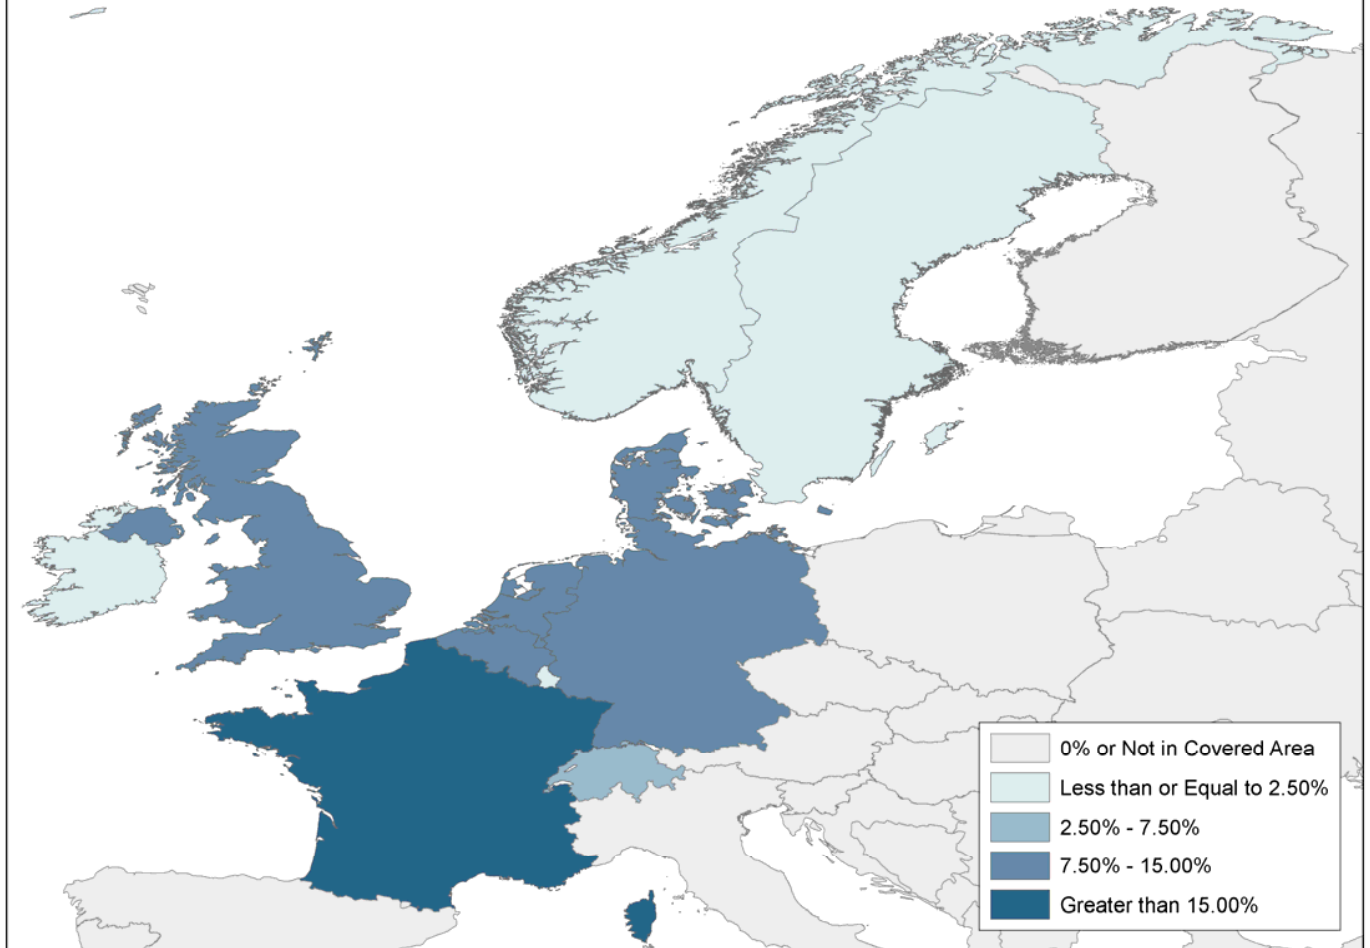 0% or Not in Covered Area
Less than or Equal to 2.50%
2.50% - 7.50%
7.50% - 15.00%
Greater than 15.00%